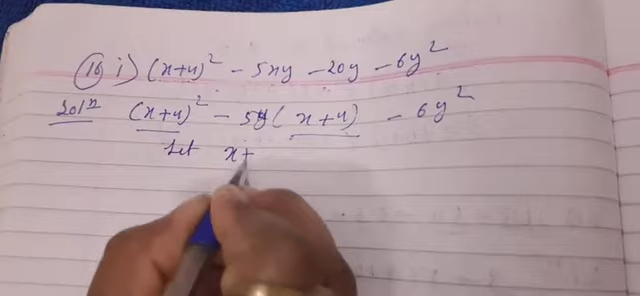 16 i) (x+4)² - 5xy - 20y - 6y²
Solⁿ (x+4)² - 5y(x+4) - 6y²
Let x+